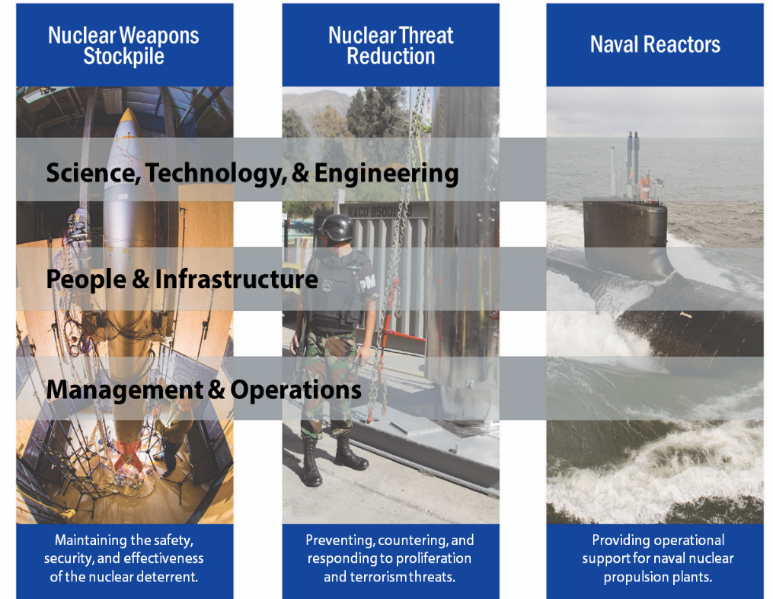 Nuclear Weapons
Stockpile
Nuclear Threat
Reduction
Naval Reactors
Science, Technology, & Engineering
People & Infrastructure
Management & Operations
Maintaining the safety,
security, and effectiveness
of the nuclear deterrent.
Preventing, countering, and
responding to proliferation
and terrorism threats.
Providing operational
support for naval nuclear
propulsion plants.